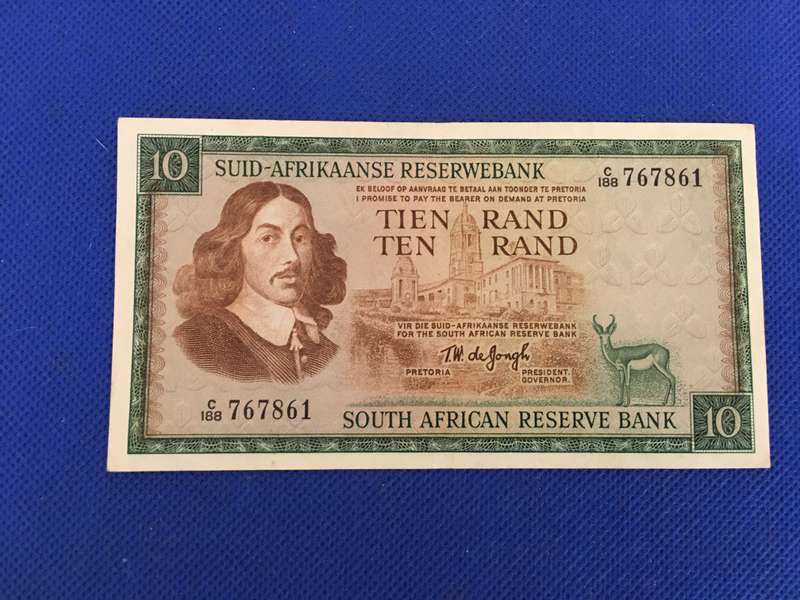 10
SUID-AFRIKAANSE RESERWEBANK
C/188 767861
EK BELOOF OP AANVRAAG TE BETAAL AAN TOONDER TE PRETORIA
I PROMISE TO PAY THE BEARER ON DEMAND AT PRETORIA
TIEN RAND
TEN RAND
VIR DIE SUID-AFRIKAANSE RESERWEBANK
FOR THE SOUTH AFRICAN RESERVE BANK
T.W. de Jongh
PRETORIA
PRESIDENT.
GOVERNOR.
C/188 767861
SOUTH AFRICAN RESERVE BANK
10